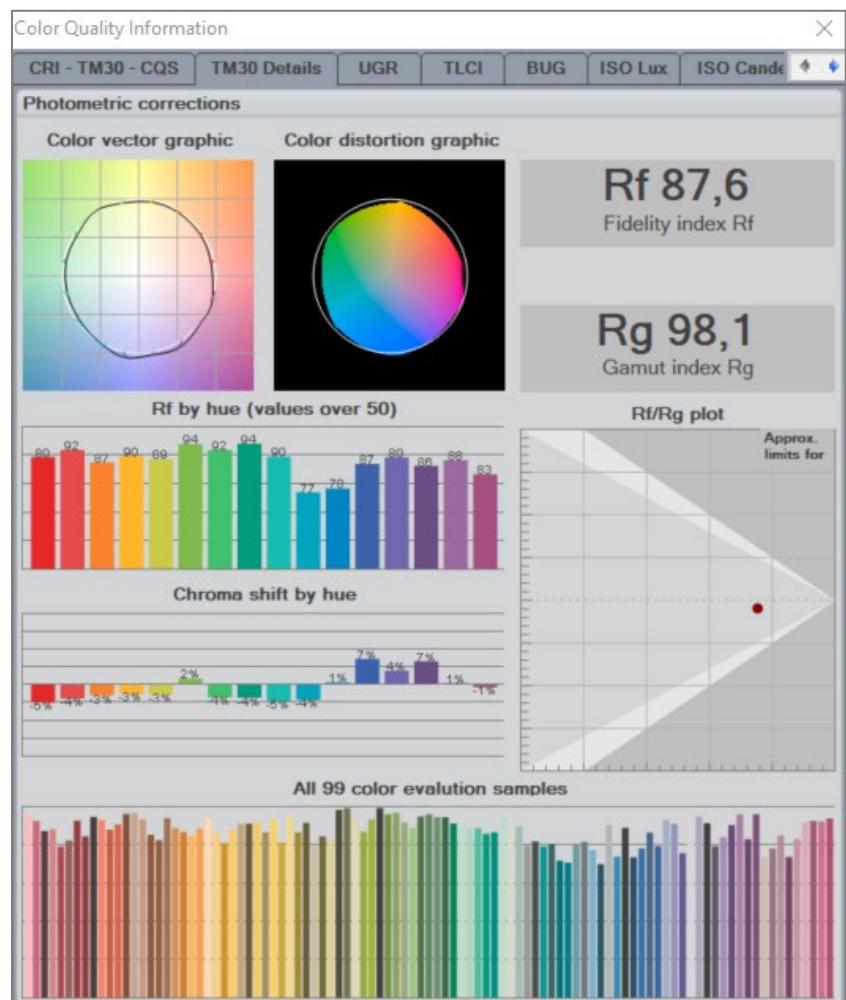 Color Quality Information
CRI - TM30 - CQS TM30 Details UGR TLCI BUG ISO Lux ISO Cande
Photometric corrections
Color vector graphic Color distortion graphic
Rf 87,6
Fidelity index Rf
Rg 98,1
Gamut index Rg
Rf by hue (values over 50)
89 92 87 90 89 94 92 94 90 77 78 87 89 86 88 83
Rf/Rg plot
Approx.
limits for
Chroma shift by hue
-5% -4% -3% -3% -3% 2% -4% -4% -5% -4% 1% 7% 4% 7% 1% -1%
All 99 color evalution samples